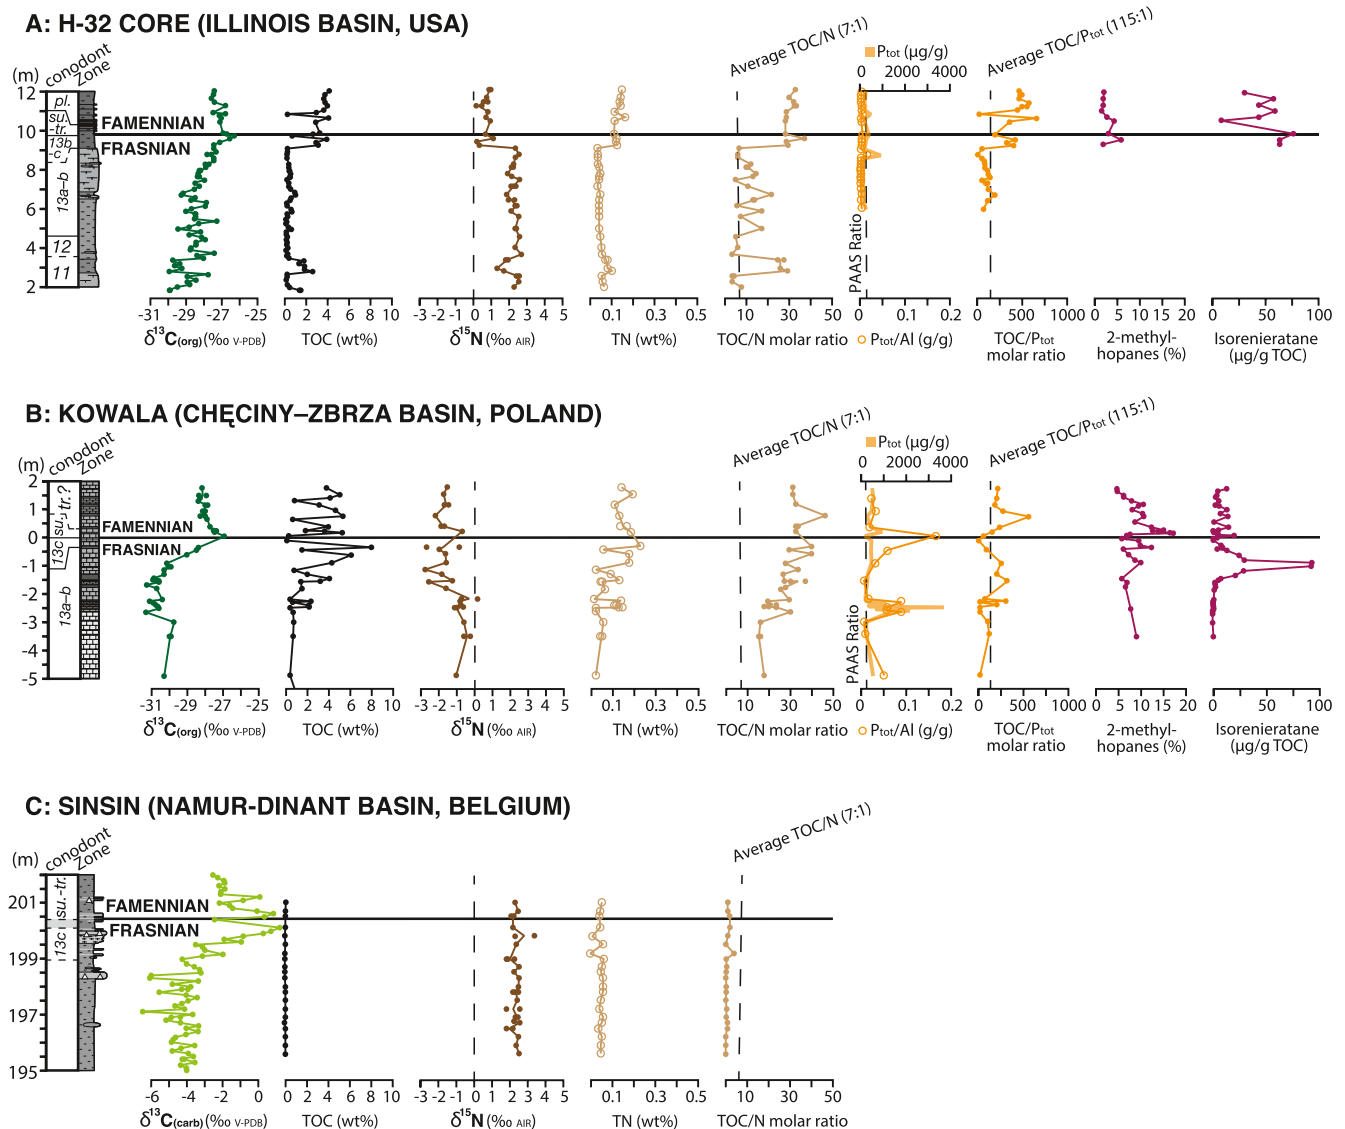 A: H-32 CORE (ILLINOIS BASIN, USA)
(m) conodont Zone
Average TOC/N (7:1)
Ptot (µg/g)
0 2000 4000
Average TOC/Ptot (115:1)
12
10
8
6
4
2
pl.
su.
-tr.
13b
-c
13a–b
12
11
FAMENNIAN
FRASNIAN
PAAS Ratio
-31 -29 -27 -25
0 2 4 6 8 10
-3 -2 -1 0 1 2 3 4 5
0.1 0.3 0.5
10 30 50
0 0.1 0.2
0 500 1000
0 5 10 15 20
0 50 100
δ13C(org) (‰ V-PDB)
TOC (wt%)
δ15N (‰ AIR)
TN (wt%)
TOC/N molar ratio
Ptot/Al (g/g)
TOC/Ptot
molar ratio
2-methyl-
hopanes (%)
Isorenieratane
(µg/g TOC)
B: KOWALA (CHĘCINY–ZBRZA BASIN, POLAND)
(m) conodont Zone
Average TOC/N (7:1)
Ptot (µg/g)
0 2000 4000
Average TOC/Ptot (115:1)
2
1
0
-1
-2
-3
-4
-5
tr.?
su.
13c
13a–b
FAMENNIAN
FRASNIAN
PAAS Ratio
-31 -29 -27 -25
0 2 4 6 8 10
-3 -2 -1 0 1 2 3 4 5
0.1 0.3 0.5
10 30 50
0 0.1 0.2
0 500 1000
0 5 10 15 20
0 50 100
δ13C(org) (‰ V-PDB)
TOC (wt%)
δ15N (‰ AIR)
TN (wt%)
TOC/N molar ratio
Ptot/Al (g/g)
TOC/Ptot
molar ratio
2-methyl-
hopanes (%)
Isorenieratane
(µg/g TOC)
C: SINSIN (NAMUR-DINANT BASIN, BELGIUM)
(m) conodont Zone
Average TOC/N (7:1)
201
199
197
195
su.-tr.
13c
FAMENNIAN
FRASNIAN
-6 -4 -2 0
0 2 4 6 8 10
-3 -2 -1 0 1 2 3 4 5
0.1 0.3 0.5
10 30 50
δ13C(carb) (‰ V-PDB)
TOC (wt%)
δ15N (‰ AIR)
TN (wt%)
TOC/N molar ratio